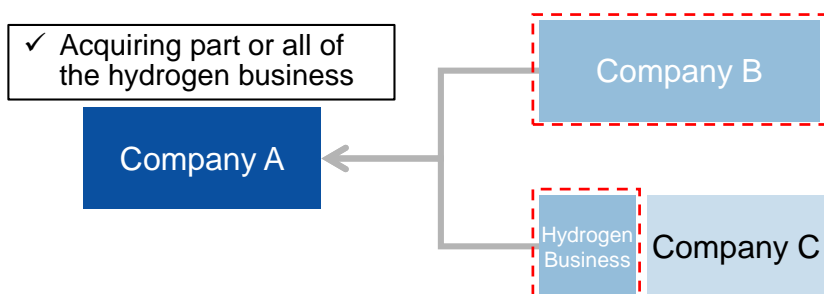 ✓ Acquiring part or all of
the hydrogen business
Company A
Company B
Hydrogen
Business
Company C